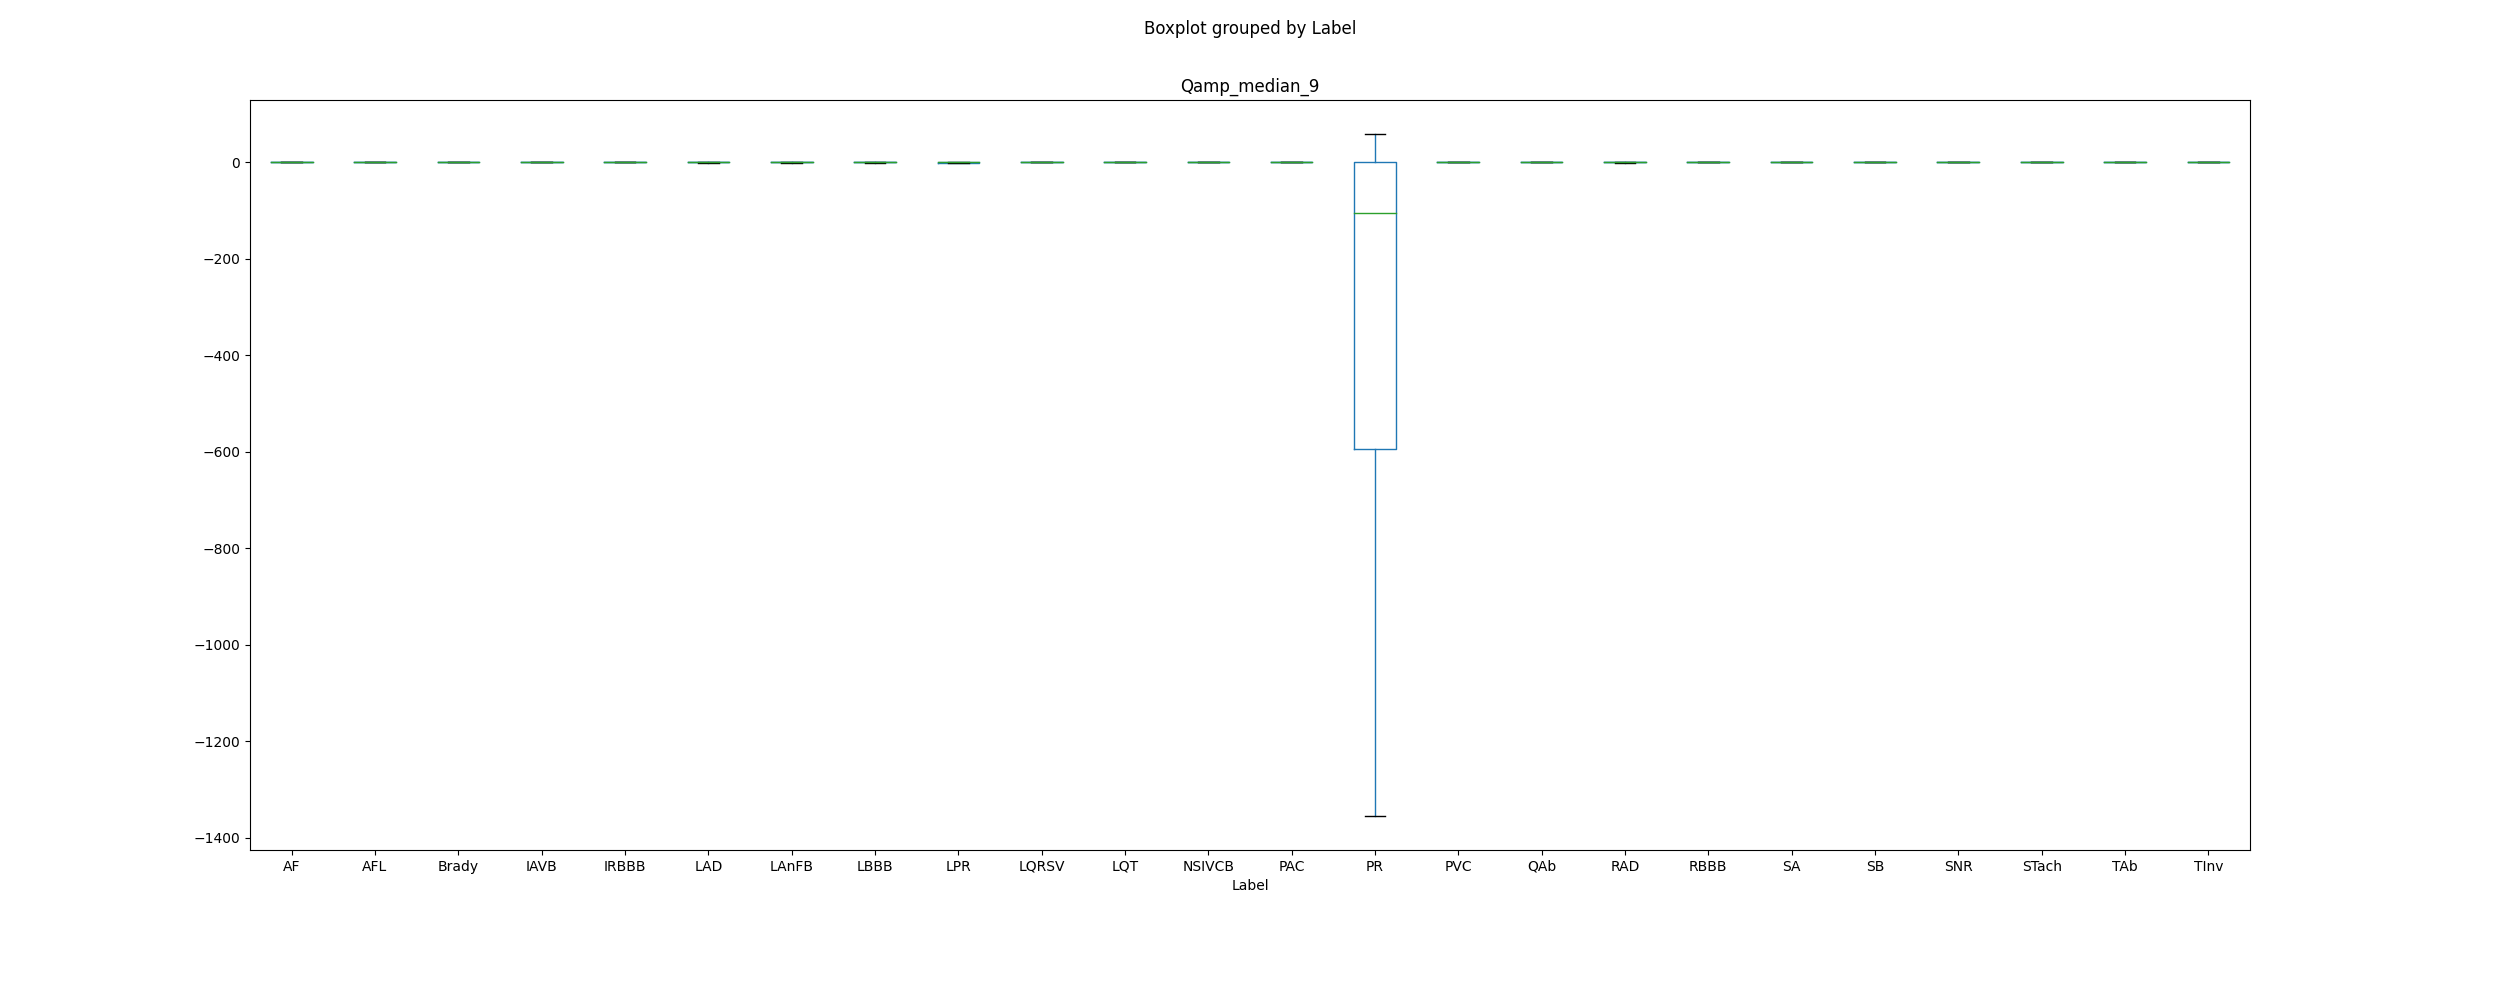 Boxplot grouped by Label
Qamp_median_9
0
−200
−400
−600
−800
−1000
−1200
−1400
AF AFL Brady IAVB IRBBB LAD LAnFB LBBB LPR LQRSV LQT NSIVCB PAC PR PVC QAb RAD RBBB SA SB SNR STach TAb TInv
Label